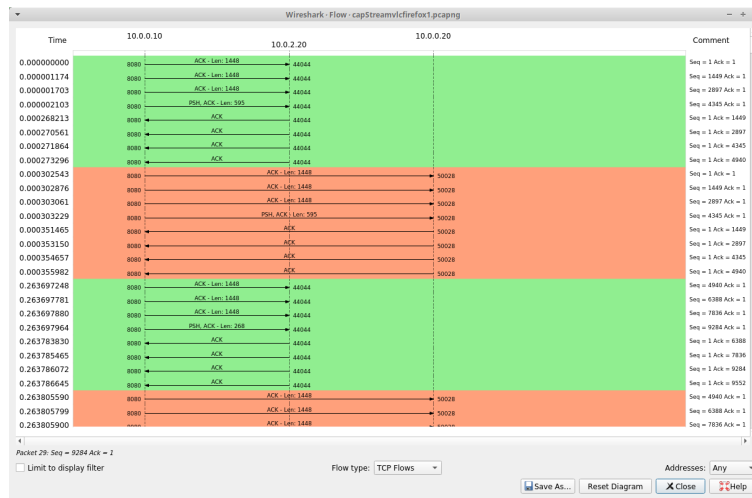 Wireshark · Flow · capStreamvlcfirefox1.pcapng
Time 10.0.0.10 10.0.2.20 10.0.0.20 Comment
0.000000000 8080 ACK - Len: 1448 44044 Seq = 1 Ack = 1
0.000001174 8080 ACK - Len: 1448 44044 Seq = 1449 Ack = 1
0.000001703 8080 ACK - Len: 1448 44044 Seq = 2897 Ack = 1
0.000002103 8080 PSH, ACK - Len: 595 44044 Seq = 4345 Ack = 1
0.000268213 8080 ACK 44044 Seq = 1 Ack = 1449
0.000270561 8080 ACK 44044 Seq = 1 Ack = 2897
0.000271864 8080 ACK 44044 Seq = 1 Ack = 4345
0.000273296 8080 ACK 44044 Seq = 1 Ack = 4940
0.000302543 8080 ACK - Len: 1448 50028 Seq = 1 Ack = 1
0.000302876 8080 ACK - Len: 1448 50028 Seq = 1449 Ack = 1
0.000303061 8080 ACK - Len: 1448 50028 Seq = 2897 Ack = 1
0.000303229 8080 PSH, ACK - Len: 595 50028 Seq = 4345 Ack = 1
0.000351465 8080 ACK 50028 Seq = 1 Ack = 1449
0.000353150 8080 ACK 50028 Seq = 1 Ack = 2897
0.000354657 8080 ACK 50028 Seq = 1 Ack = 4345
0.000355982 8080 ACK 50028 Seq = 1 Ack = 4940
0.263697248 8080 ACK - Len: 1448 44044 Seq = 4940 Ack = 1
0.263697781 8080 ACK - Len: 1448 44044 Seq = 6388 Ack = 1
0.263697880 8080 ACK - Len: 1448 44044 Seq = 7836 Ack = 1
0.263697964 8080 PSH, ACK - Len: 268 44044 Seq = 9284 Ack = 1
0.263783830 8080 ACK 44044 Seq = 1 Ack = 6388
0.263785465 8080 ACK 44044 Seq = 1 Ack = 7836
0.263786072 8080 ACK 44044 Seq = 1 Ack = 9284
0.263786645 8080 ACK 44044 Seq = 1 Ack = 9552
0.263805590 8080 ACK - Len: 1448 50028 Seq = 4940 Ack = 1
0.263805799 8080 ACK - Len: 1448 50028 Seq = 6388 Ack = 1
0.263805900 ACK - Len: 1448 Seq = 7836 Ack = 1
Packet 29: Seq = 9284 Ack = 1
Limit to display filter Flow type: TCP Flows Addresses: Any
Save As... Reset Diagram Close Help